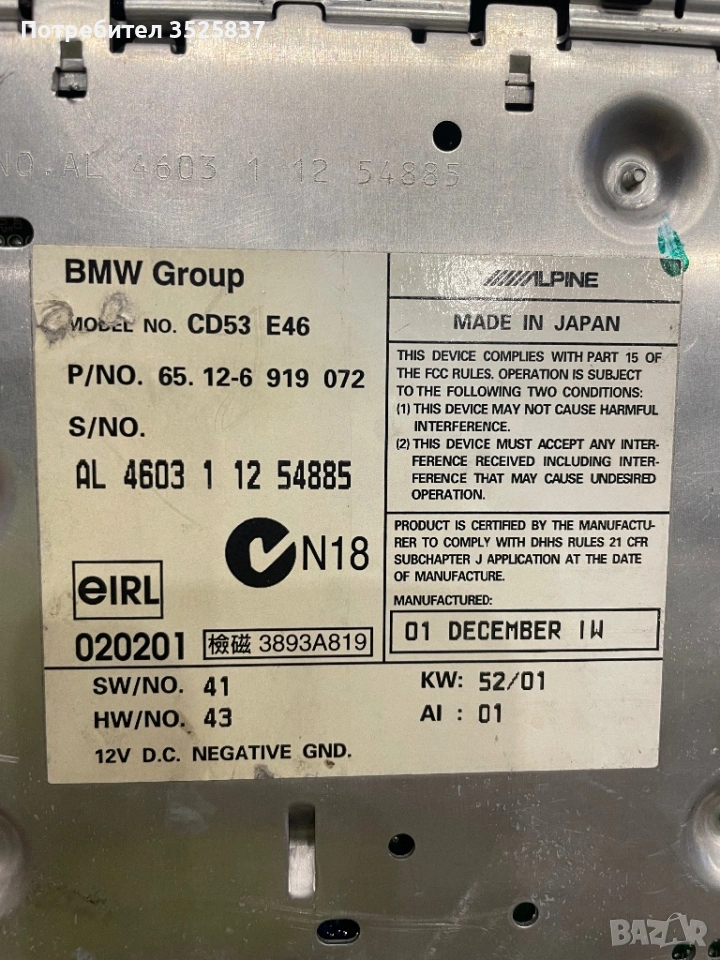 Потребител 3525837
NO. AL 4603 1 12 54885
BMW Group
MODEL NO. CD53 E46
P/NO. 65. 12-6 919 072
S/NO.
AL 4603 1 12 54885
N18
eIRL
020201
檢磁 3893A819
ALPINE
MADE IN JAPAN
THIS DEVICE COMPLIES WITH PART 15 OF
THE FCC RULES. OPERATION IS SUBJECT
TO THE FOLLOWING TWO CONDITIONS:
(1) THIS DEVICE MAY NOT CAUSE HARMFUL
INTERFERENCE.
(2) THIS DEVICE MUST ACCEPT ANY INTER-
FERENCE RECEIVED INCLUDING INTER-
FERENCE THAT MAY CAUSE UNDESIRED
OPERATION.
PRODUCT IS CERTIFIED BY THE MANUFACTU-
RER TO COMPLY WITH DHHS RULES 21 CFR
SUBCHAPTER J APPLICATION AT THE DATE
OF MANUFACTURE.
MANUFACTURED:
01 DECEMBER IW
SW/NO. 41
HW/NO. 43
12V D.C. NEGATIVE GND.
KW: 52/01
AI : 01
BAZAR